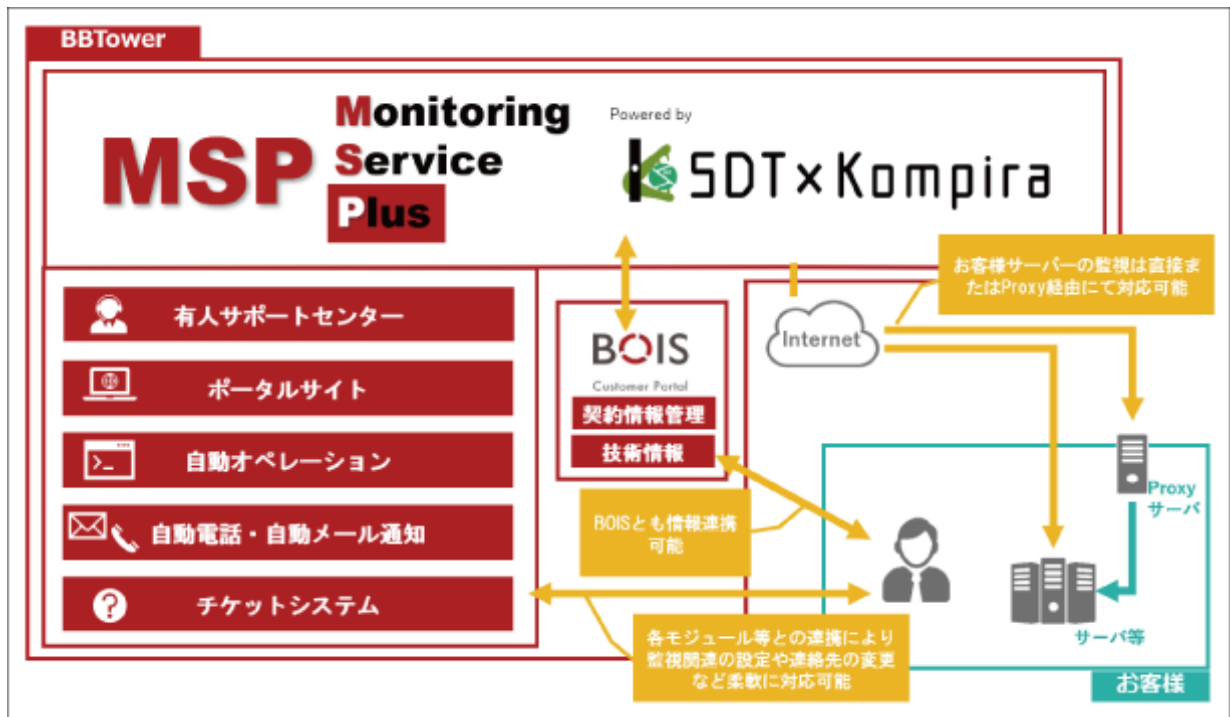 BBTower
MSP
Monitoring
Service
Plus
Powered by
SDT×Kompira
お客様サーバーの監視は直接ま
たはProxy経由にて対応可能
有人サポートセンター
ポータルサイト
自動オペレーション
自動電話・自動メール通知
チケットシステム
BOIS
Customer Portal
契約情報管理
技術情報
Internet
BOISとも情報連携
可能
Proxy
サーバ
サーバ等
各モジュール等との連携により
監視関連の設定や連絡先の変更
など柔軟に対応可能
お客様